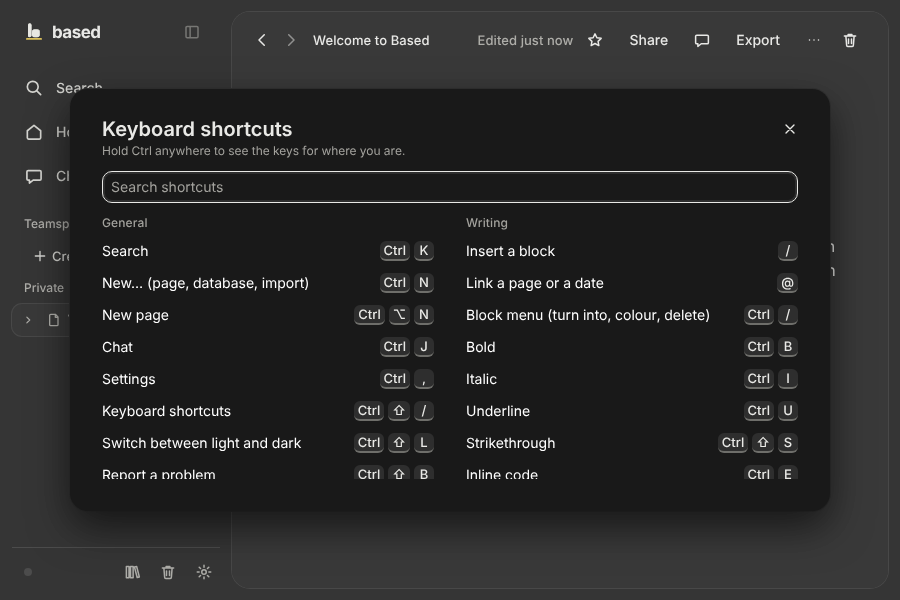 based
Welcome to Based
Edited just now
Share
Export
Search
Keyboard shortcuts
Hold Ctrl anywhere to see the keys for where you are.
Search shortcuts
General
Search Ctrl K
New... (page, database, import) Ctrl N
New page Ctrl ⌥ N
Chat Ctrl J
Settings Ctrl ,
Keyboard shortcuts Ctrl ⇧ /
Switch between light and dark Ctrl ⇧ L
Report a problem Ctrl ⇧ B
Writing
Insert a block /
Link a page or a date @
Block menu (turn into, colour, delete) Ctrl /
Bold Ctrl B
Italic Ctrl I
Underline Ctrl U
Strikethrough Ctrl ⇧ S
Inline code Ctrl E
Private